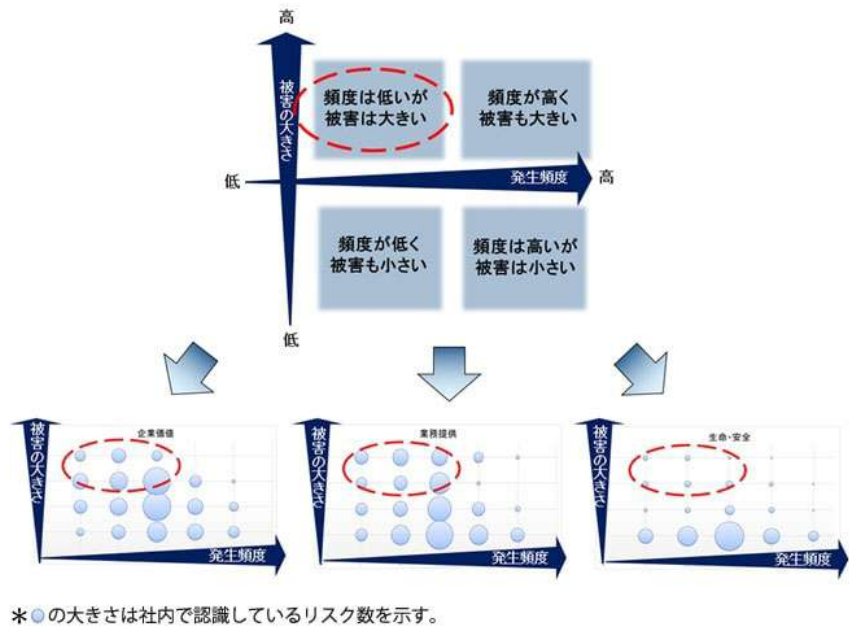 高
被害の大きさ
頻度は低いが
被害は大きい
頻度が高く
被害も大きい
低
発生頻度
高
頻度が低く
被害も小さい
頻度は高いが
被害は小さい
低
企業価値
被害の大きさ
発生頻度
業務提供
被害の大きさ
発生頻度
生命・安全
被害の大きさ
発生頻度
＊の大きさは社内で認識しているリスク数を示す。